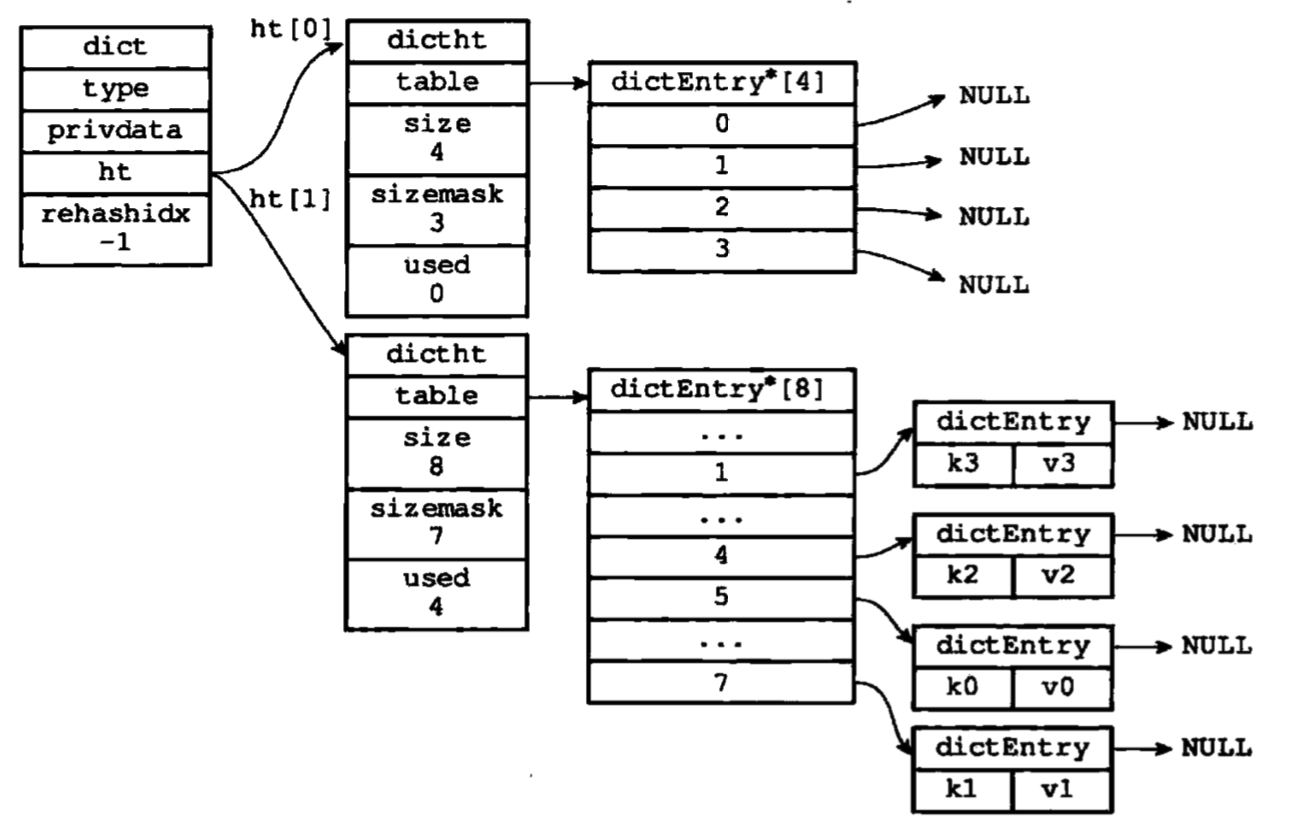 dict
type
privdata
ht
rehashidx
-1
ht[0]
ht[1]
dictht
table
size
4
sizemask
3
used
0
dictEntry*[4]
0
1
2
3
NULL
NULL
NULL
NULL
dictht
table
size
8
sizemask
7
used
4
dictEntry*[8]
...
1
...
4
5
...
7
dictEntry
k3 v3
NULL
dictEntry
k2 v2
NULL
dictEntry
k0 v0
NULL
dictEntry
k1 v1
NULL